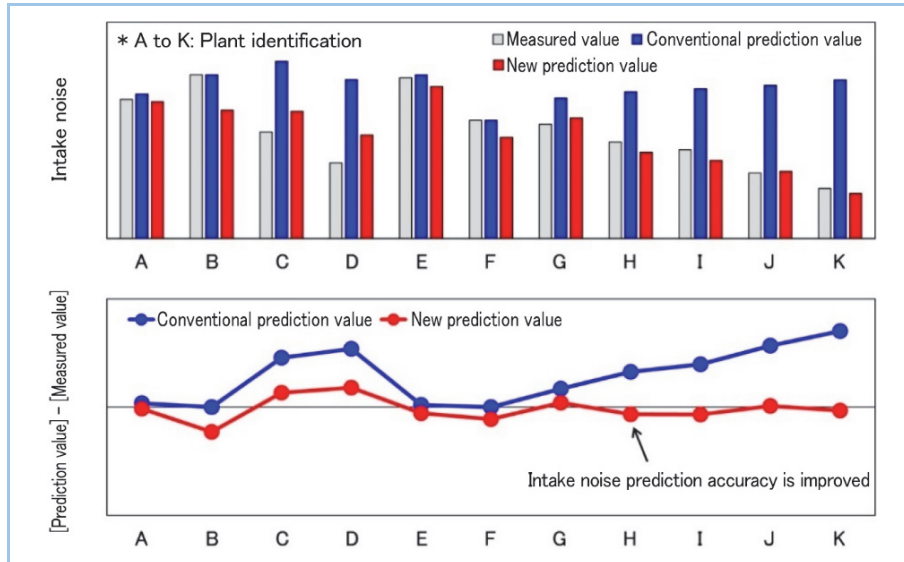 * A to K: Plant identification
Measured value Conventional prediction value
New prediction value
Intake noise
A B C D E F G H I J K
Conventional prediction value New prediction value
[Prediction value] − [Measured value]
Intake noise prediction accuracy is improved
A B C D E F G H I J K